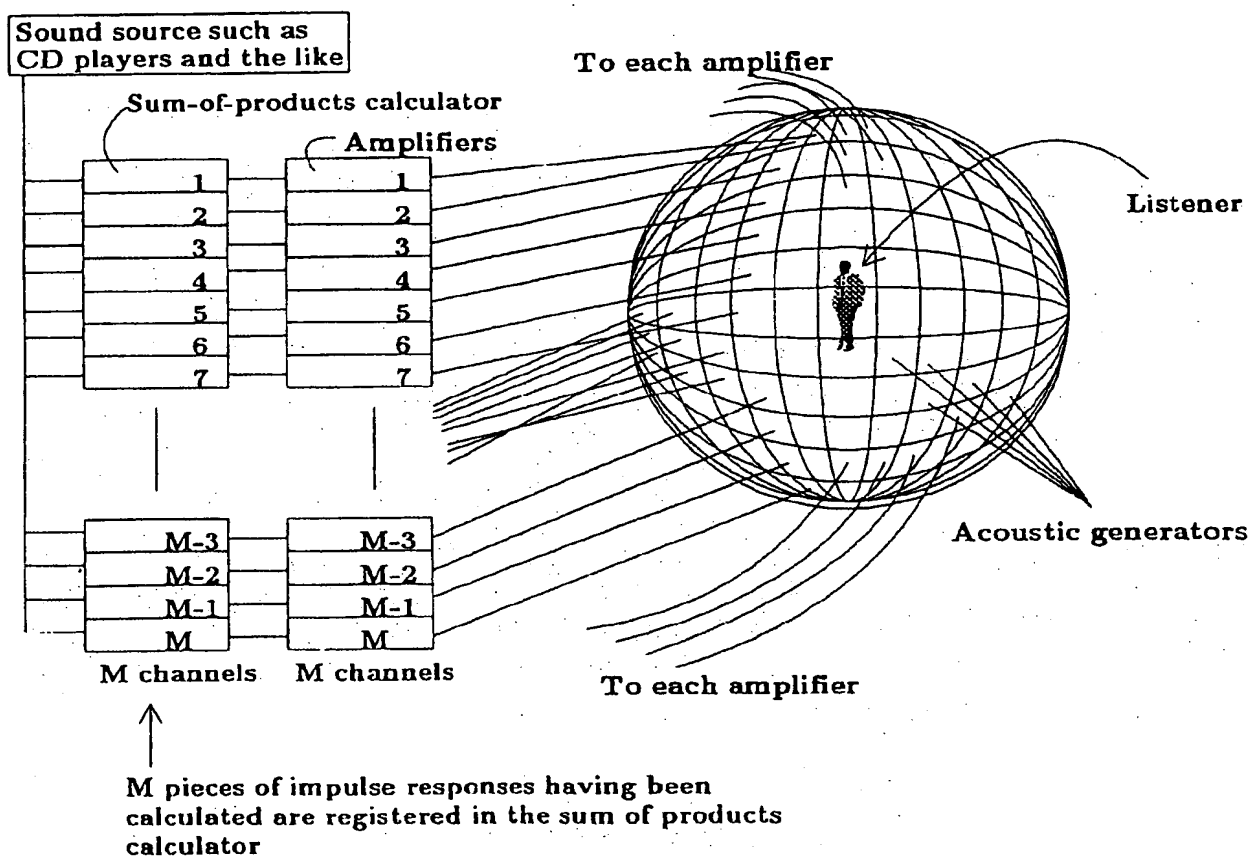 Sound source such as
CD players and the like
To each amplifier
Sum-of-products calculator
Amplifiers
1 1
2 2
3 3
4 4
5 5
6 6
7 7
Listener
M-3 M-3
M-2 M-2
M-1 M-1
M M
Acoustic generators
M channels M channels
To each amplifier
M pieces of impulse responses having been
calculated are registered in the sum of products
calculator